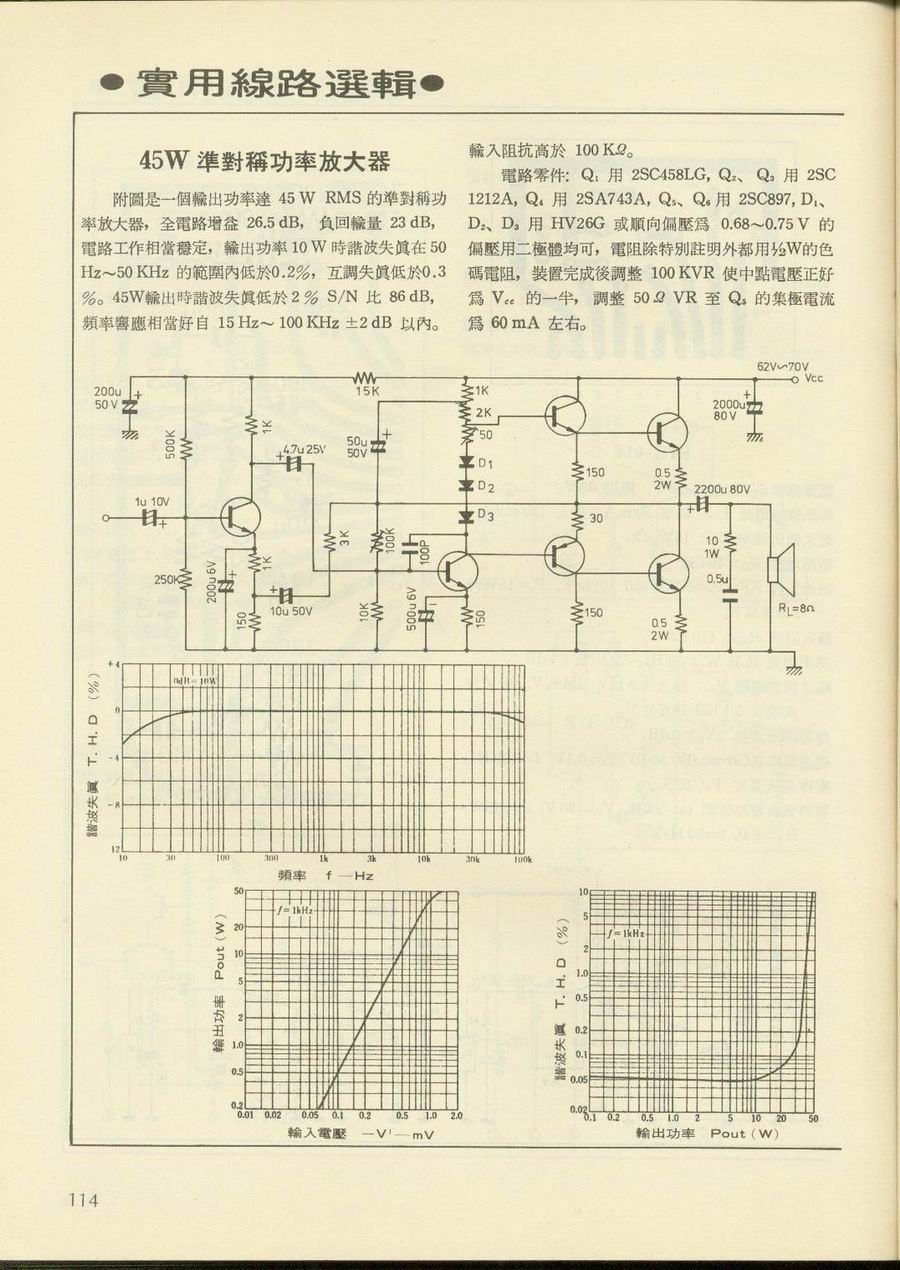 ●實用線路選輯●
45W 準對稱功率放大器
附圖是一個輸出功率達 45 W RMS 的準對稱功
率放大器，全電路增益 26.5 dB， 負回輸量 23 dB，
電路工作相當穩定，輸出功率 10 W 時諧波失眞在 50
Hz～50 KHz 的範圍內低於0.2%，互調失眞低於0.3
%。45W輸出時諧波失眞低於 2 % S/N 比 86 dB，
頻率響應相當好自 15 Hz～ 100 KHz ±2 dB 以內。
輸入阻抗高於 100 KΩ。
電路零件: Q₁ 用 2SC458LG, Q₂、 Q₃ 用 2SC
1212A, Q₄ 用 2SA743A, Q₅、Q₆ 用 2SC897, D₁、
D₂、D₃ 用 HV26G 或順向偏壓爲 0.68～0.75 V 的
偏壓用二極體均可，電阻除特別註明外都用½W的色
碼電阻，裝置完成後調整 100 KVR 使中點電壓正好
爲 Vcc 的一半， 調整 50 Ω VR 至 Q₅ 的集極電流
爲 60 mA 左右。
62V～70V
Vcc
200u
50V
+
500K
1K
15K
1K
2K
50
2000u
80V
+
4.7u 25V
+
50u
50V
+
D1
D2
D3
150
0.5
2W
2200u 80V
+
1u 10V
+
3K
100K
100P
30
10
1W
250K
200u 6V
+
1K
150
10u 50V
+
10K
500u 6V
150
150
0.5
2W
0.5u
RL=8Ω
諧波失眞 T. H. D (%)
+4
0
-4
-8
12
0dB=10W
10 30 100 300 1k 3k 10k 30k 100k
頻率 f — Hz
輸出功率 Pout (W)
50
20
10
5
2
1.0
0.5
0.2
f=1kHz
0.01 0.02 0.05 0.1 0.2 0.5 1.0 2.0
輸入電壓 —V'— mV
諧波失眞 T. H. D (%)
10
5
2
1.0
0.5
0.2
0.1
0.05
0.02
f=1kHz
0.1 0.2 0.5 1.0 2 5 10 20 50
輸出功率 Pout (W)
114